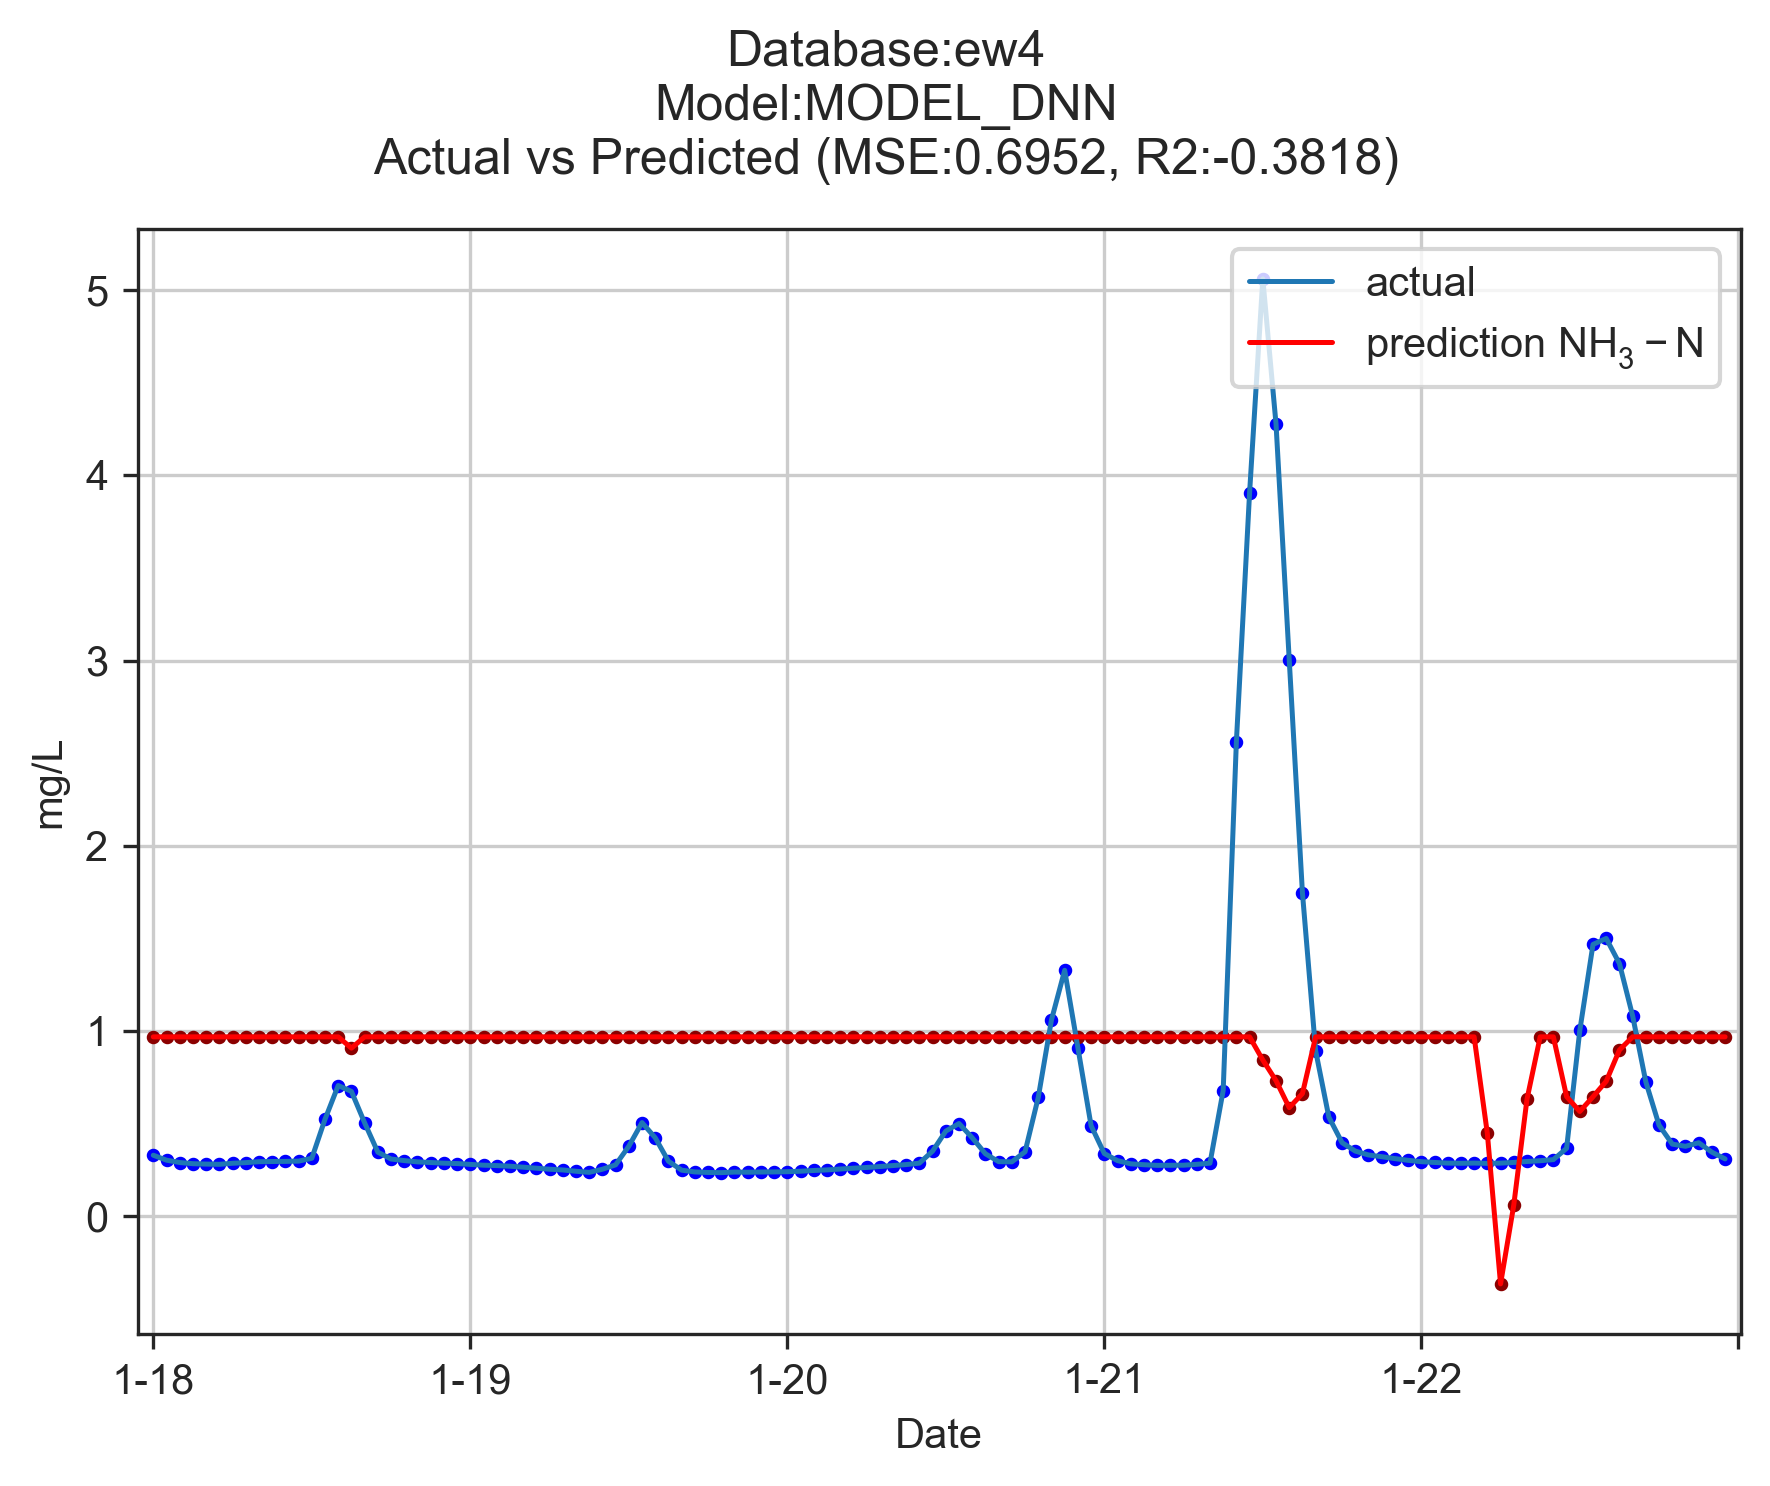 Database:ew4
Model:MODEL_DNN
Actual vs Predicted (MSE:0.6952, R2:-0.3818)
actual
prediction NH₃ − N
5
4
3
2
1
0
mg/L
1-18 1-19 1-20 1-21 1-22
Date